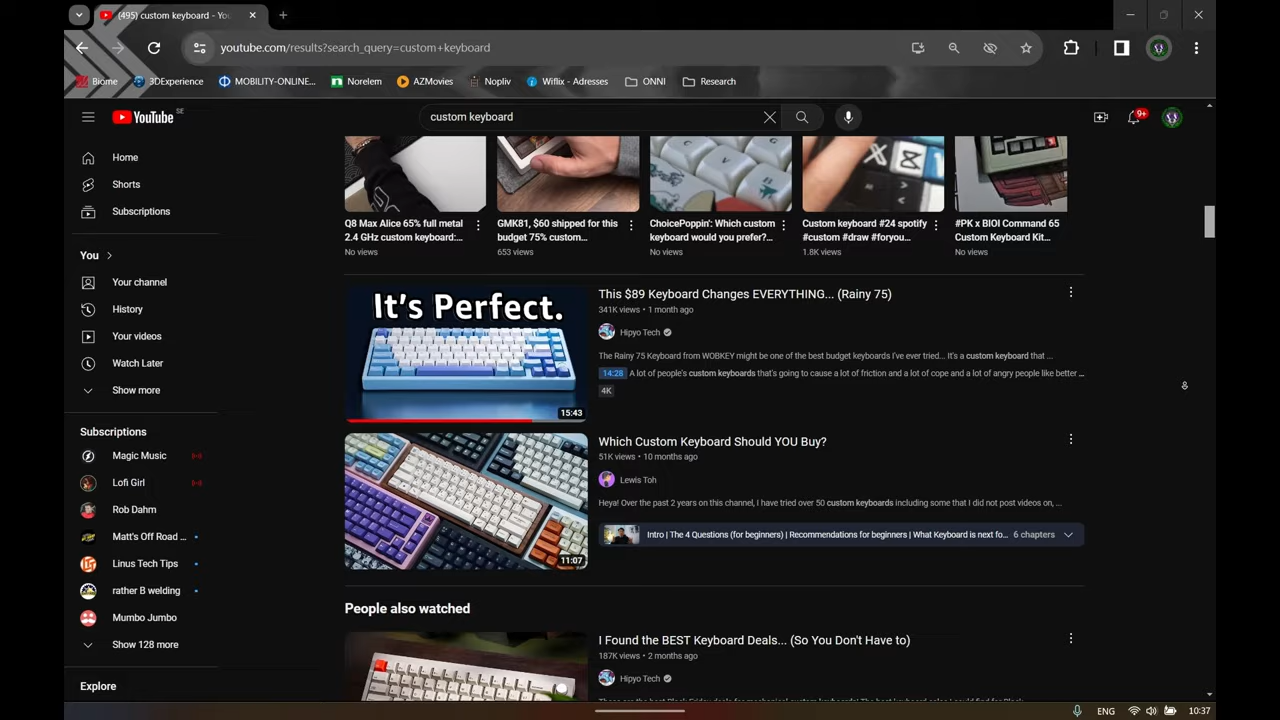 (495) custom keyboard - You
youtube.com/results?search_query=custom+keyboard
Biome
3DExperience
MOBILITY-ONLINE...
Norelem
AZMovies
Nopliv
Wiflix - Adresses
ONNI
Research
YouTube SE
custom keyboard
9+
Home
Shorts
Subscriptions
You
Your channel
History
Your videos
Watch Later
Show more
Subscriptions
Magic Music
Lofi Girl
Rob Dahm
Matt's Off Road ...
Linus Tech Tips
rather B welding
Mumbo Jumbo
Show 128 more
Explore
Q8 Max Alice 65% full metal
2.4 GHz custom keyboard:...
No views
GMK81, $60 shipped for this
budget 75% custom...
653 views
ChoicePoppin': Which custom
keyboard would you prefer?...
No views
Custom keyboard #24 spotify
#custom #draw #foryou...
1.8K views
#PK x BIOI Command 65
Custom Keyboard Kit...
No views
It's Perfect.
15:43
This $89 Keyboard Changes EVERYTHING... (Rainy 75)
341K views • 1 month ago
Hipyo Tech
The Rainy 75 Keyboard from WOBKEY might be one of the best budget keyboards I've ever tried... It's a custom keyboard that ...
14:28 A lot of people's custom keyboards that's going to cause a lot of friction and a lot of cope and a lot of angry people like better ...
4K
11:07
Which Custom Keyboard Should YOU Buy?
51K views • 10 months ago
Lewis Toh
Heya! Over the past 2 years on this channel, I have tried over 50 custom keyboards including some that I did not post videos on, ...
Intro | The 4 Questions (for beginners) | Recommendations for beginners | What Keyboard is next fo... 6 chapters
People also watched
I Found the BEST Keyboard Deals... (So You Don't Have to)
187K views • 2 months ago
Hipyo Tech
ENG
10:37